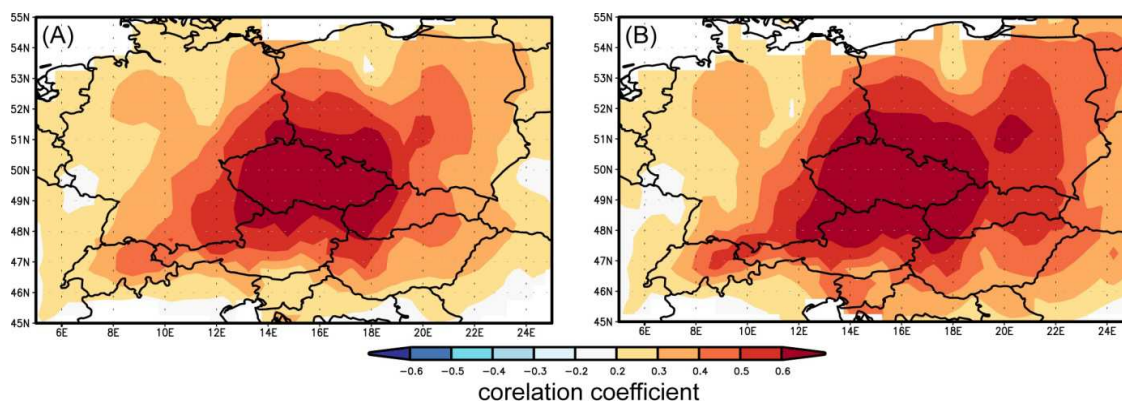 (A)
55N
54N
53N
52N
51N
50N
49N
48N
47N
46N
45N
6E 8E 10E 12E 14E 16E 18E 20E 22E
(B)
55N
54N
53N
52N
51N
50N
49N
48N
47N
46N
45N
6E 8E 10E 12E 14E 16E 18E 20E 22E 24E
−0.6 −0.5 −0.4 −0.3 −0.2 0.2 0.3 0.4 0.5 0.6
corelation coefficient